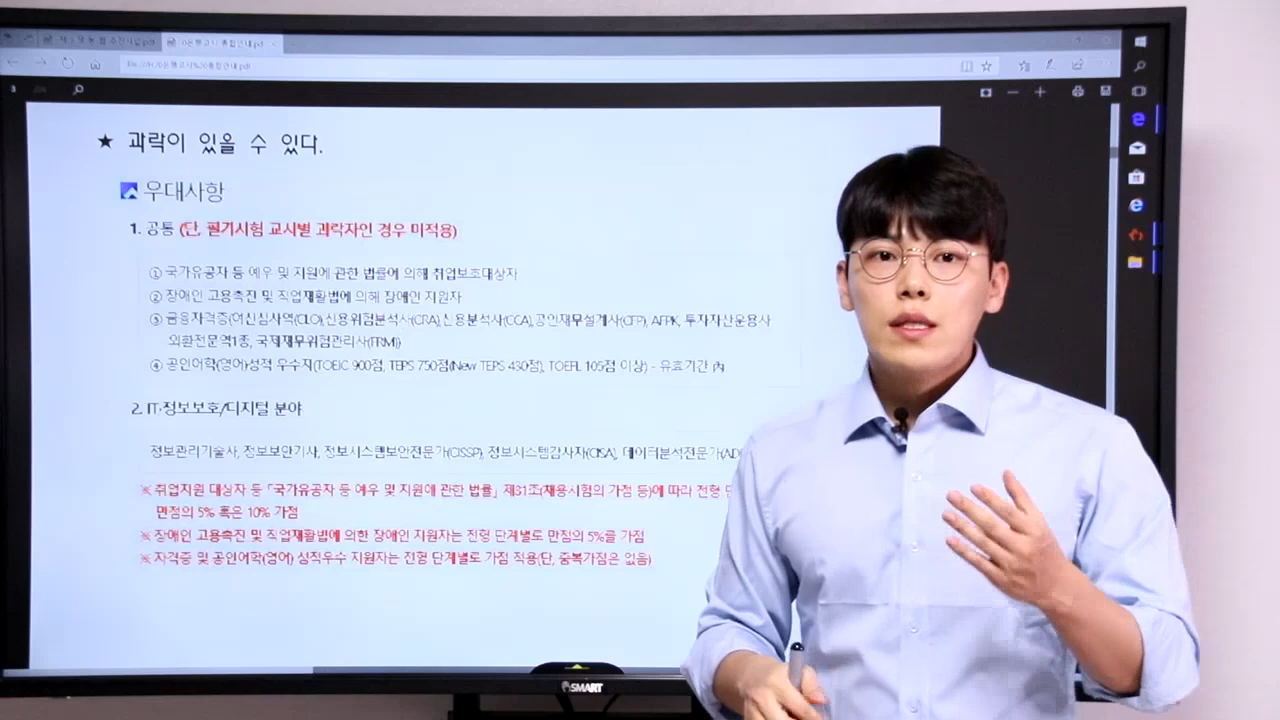 ★ 과락이 있을 수 있다.
우대사항
1. 공통 (단, 필기시험 교시별 과락자인 경우 미적용)
① 국가유공자 등 예우 및 지원에 관한 법률에 의해 취업보호대상자
② 장애인 고용촉진 및 직업재활법에 의해 장애인 지원자
③ 금융자격증(여신심사역(CLO),신용위험분석사(CRA),신용분석사(CCA),공인재무설계사(CFP), AFPK, 투자자산운용사
외환전문역1종, 국제재무위험관리사(FRM))
④ 공인어학(영어)성적 우수자(TOEIC 900점, TEPS 750점(New TEPS 430점), TOEFL 105점 이상) - 유효기간 內
2. IT·정보보호/디지털 분야
정보관리기술사, 정보보안기사, 정보시스템보안전문가(CISSP), 정보시스템감사자(CISA), 데이터분석전문가(AD
※ 취업지원 대상자 등 「국가유공자 등 예우 및 지원에 관한 법률」 제31조(채용시험의 가점 등)에 따라 전형
만점의 5% 혹은 10% 가점
※ 장애인 고용촉진 및 직업재활법에 의한 장애인 지원자는 전형 단계별로 만점의 5%를 가점
※ 자격증 및 공인어학(영어) 성적우수 지원자는 전형 단계별로 가점 적용(단, 중복가점은 없음)
SMART